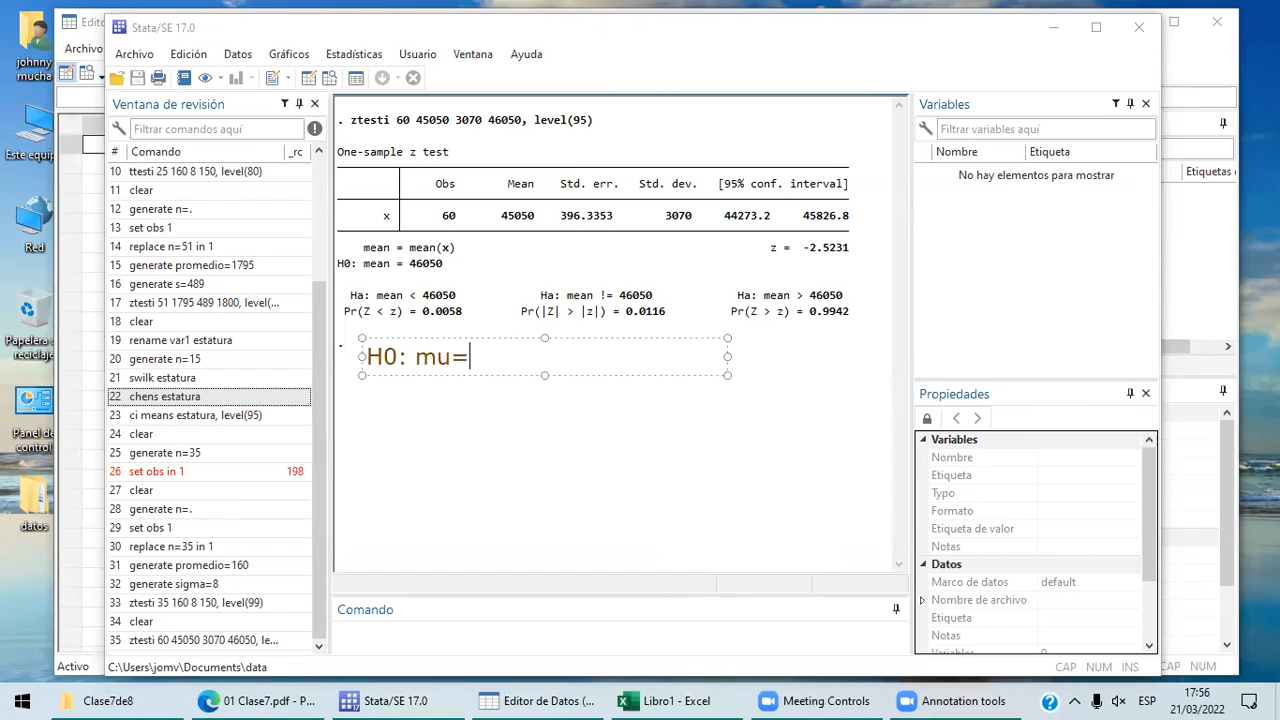 johnny
mucha
Este equip
Red
Papelera de
reciclaje
Panel de
control
datos
Edito
Archivo
Stata/SE 17.0
Archivo Edición Datos Gráficos Estadísticas Usuario Ventana Ayuda
Ventana de revisión
Filtrar comandos aquí
# Comando _rc
10 ttesti 25 160 8 150, level(80)
11 clear
12 generate n=.
13 set obs 1
14 replace n=51 in 1
15 generate promedio=1795
16 generate s=489
17 ztesti 51 1795 489 1800, level(...
18 clear
19 rename var1 estatura
20 generate n=15
21 swilk estatura
22 chens estatura
23 ci means estatura, level(95)
24 clear
25 generate n=35
26 set obs in 1 198
27 clear
28 generate n=.
29 set obs 1
30 replace n=35 in 1
31 generate promedio=160
32 generate sigma=8
33 ztesti 35 160 8 150, level(99)
34 clear
35 ztesti 60 45050 3070 46050, le...
. ztesti 60 45050 3070 46050, level(95)
One-sample z test
Obs Mean Std. err. Std. dev. [95% conf. interval]
x 60 45050 396.3353 3070 44273.2 45826.8
mean = mean(x) z = -2.5231
H0: mean = 46050
Ha: mean < 46050 Ha: mean != 46050 Ha: mean > 46050
Pr(Z < z) = 0.0058 Pr(|Z| > |z|) = 0.0116 Pr(Z > z) = 0.9942
.
H0: mu=
Comando
Variables
Filtrar variables aquí
Nombre Etiqueta
No hay elementos para mostrar
Propiedades
Variables
Nombre
Etiqueta
Typo
Formato
Etiqueta de valor
Notas
Datos
Marco de datos default
Nombre de archivo
Etiqueta
Notas
Etiquetas
Activo
C:\Users\jomv\Documents\data
CAP NUM INS
CAP NUM
Clase7de8
01 Clase7.pdf - P...
Stata/SE 17.0
Editor de Datos (...
Libro1 - Excel
Meeting Controls
Annotation tools
ESP
7:56
21/03/2022